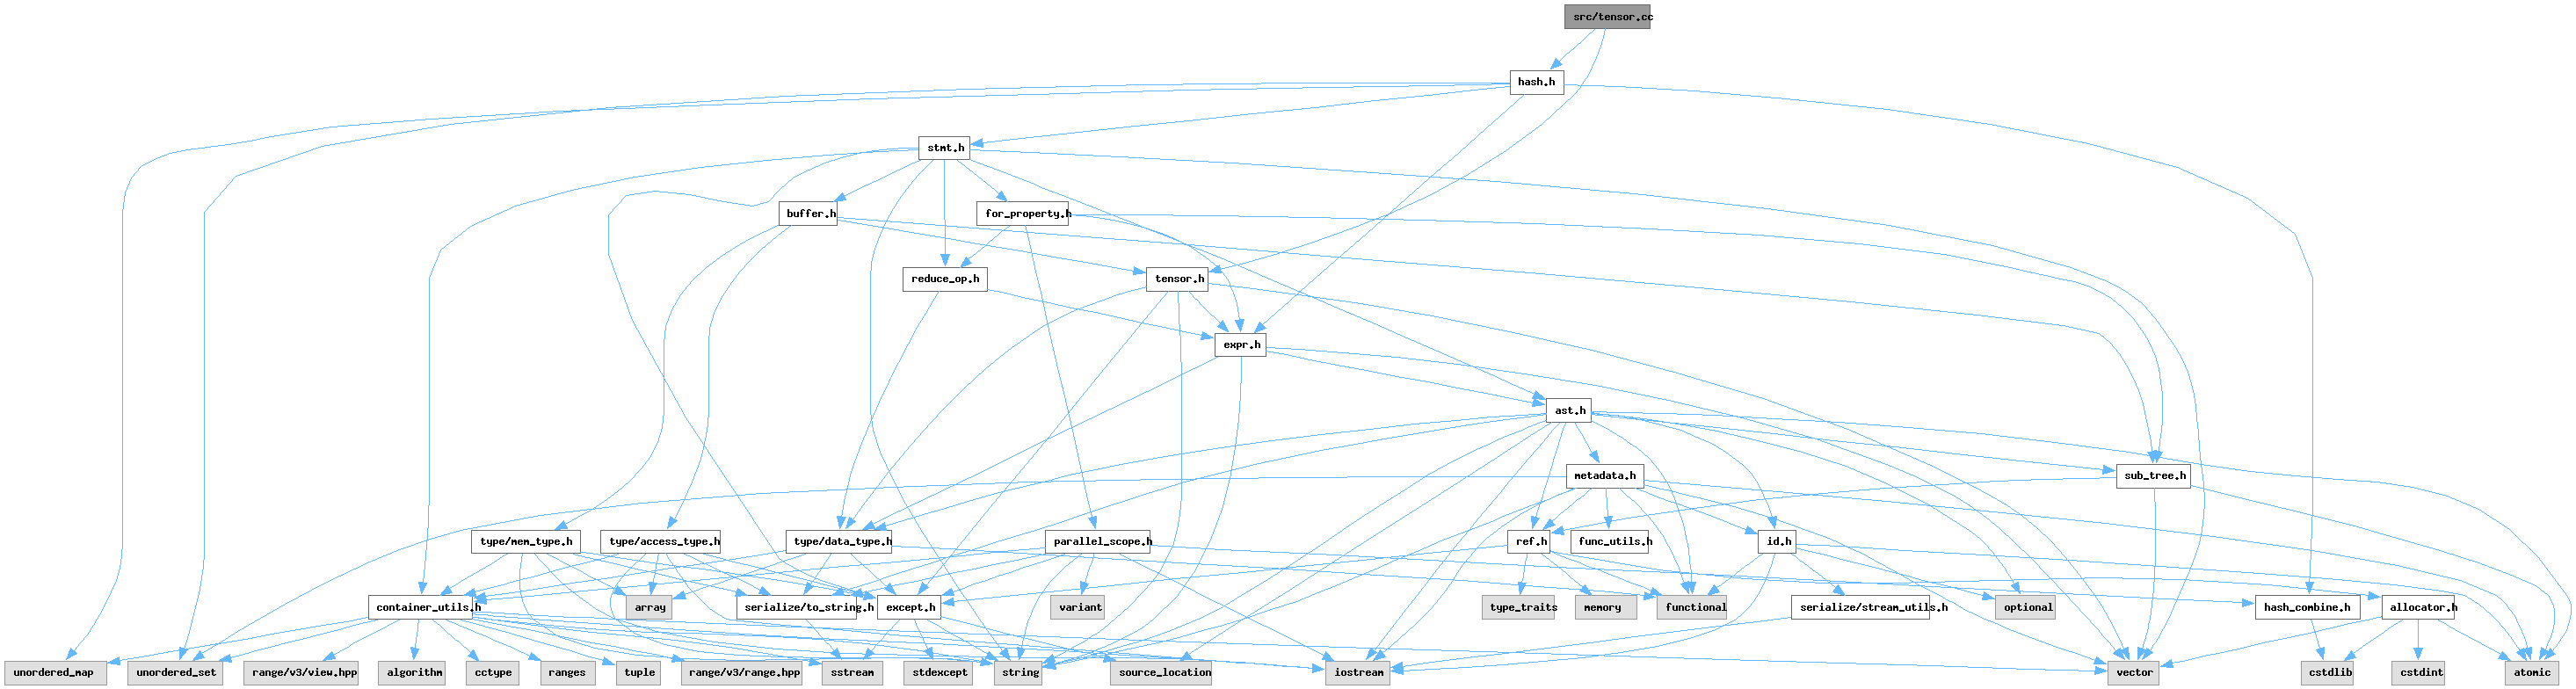 src/tensor.cc
hash.h
stmt.h
buffer.h
for_property.h
reduce_op.h
tensor.h
expr.h
ast.h
metadata.h
sub_tree.h
type/mem_type.h
type/access_type.h
type/data_type.h
parallel_scope.h
ref.h
func_utils.h
id.h
container_utils.h
array
serialize/to_string.h
except.h
variant
type_traits
memory
functional
serialize/stream_utils.h
optional
hash_combine.h
allocator.h
unordered_map
unordered_set
range/v3/view.hpp
algorithm
cctype
ranges
tuple
range/v3/range.hpp
sstream
stdexcept
string
source_location
iostream
vector
cstdlib
cstdint
atomic